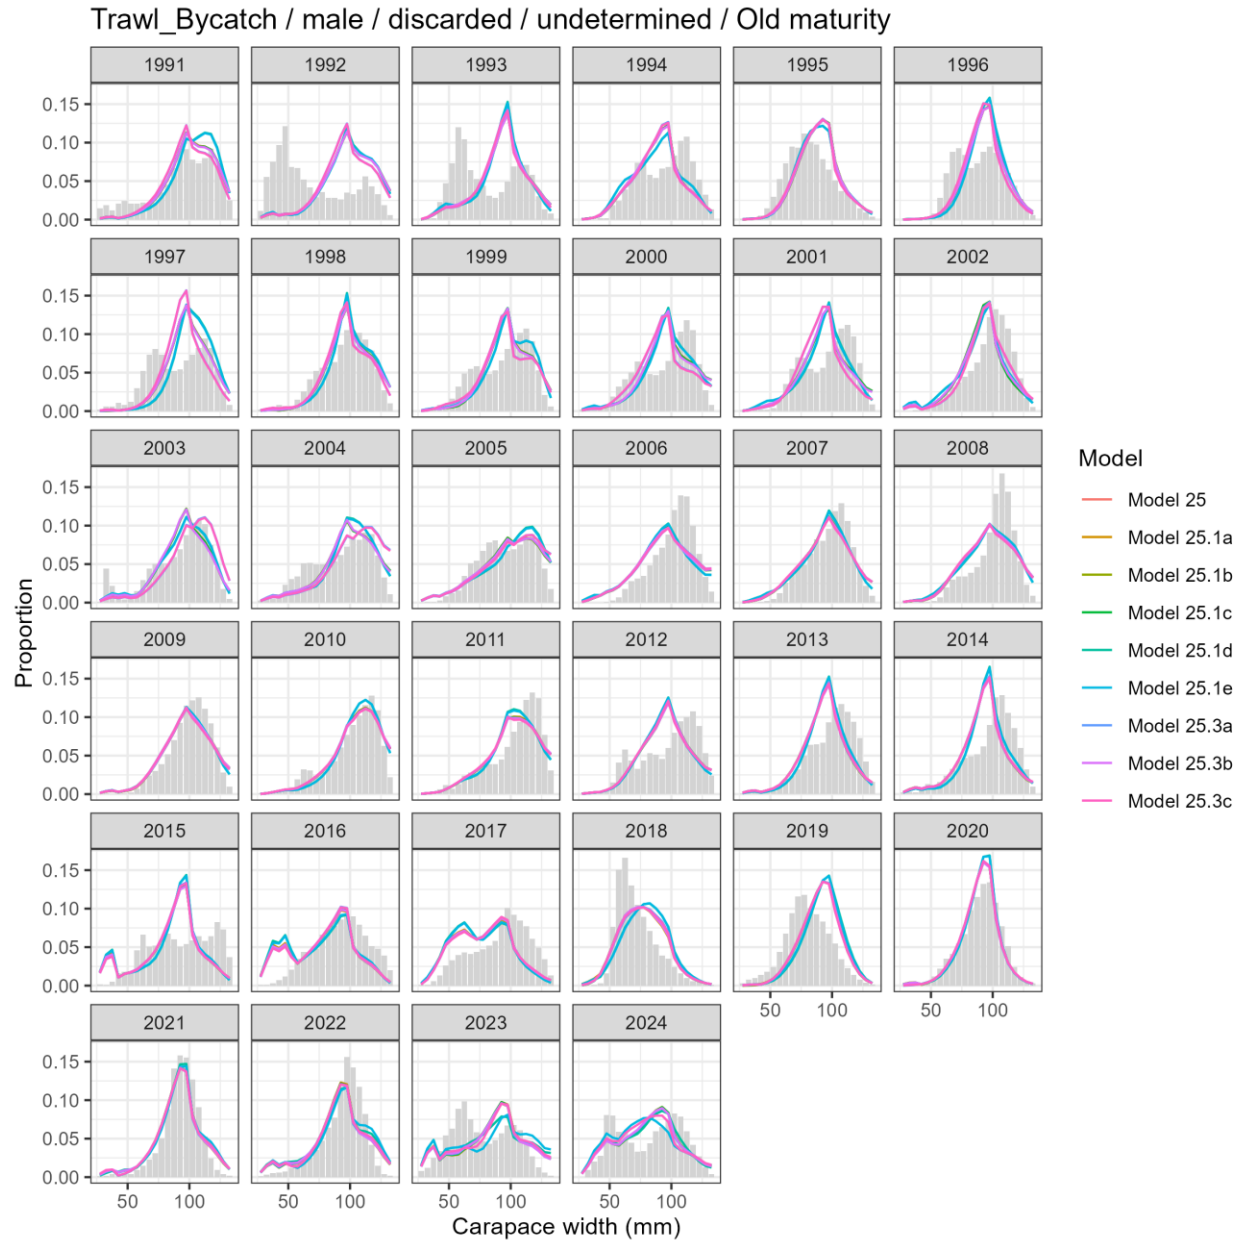 Trawl_Bycatch / male / discarded / undetermined / Old maturity
1991 1992 1993 1994 1995 1996
0.15
0.10
0.05
0.00
1997 1998 1999 2000 2001 2002
0.15
0.10
0.05
0.00
2003 2004 2005 2006 2007 2008
0.15
0.10
0.05
0.00
2009 2010 2011 2012 2013 2014
0.15
0.10
0.05
0.00
2015 2016 2017 2018 2019 2020
0.15
0.10
0.05
0.00
50 100 50 100
2021 2022 2023 2024
0.15
0.10
0.05
0.00
50 100 50 100 50 100 50 100
Carapace width (mm)
Proportion
Model
Model 25
Model 25.1a
Model 25.1b
Model 25.1c
Model 25.1d
Model 25.1e
Model 25.3a
Model 25.3b
Model 25.3c